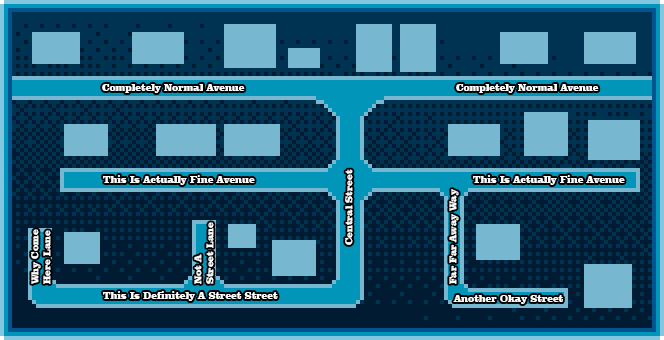 Completely Normal Avenue
Completely Normal Avenue
This Is Actually Fine Avenue
This Is Actually Fine Avenue
Central Street
Far Far Away Way
Why Come
Here Lane
Not A
Street Lane
This Is Definitely A Street Street
Another Okay Street